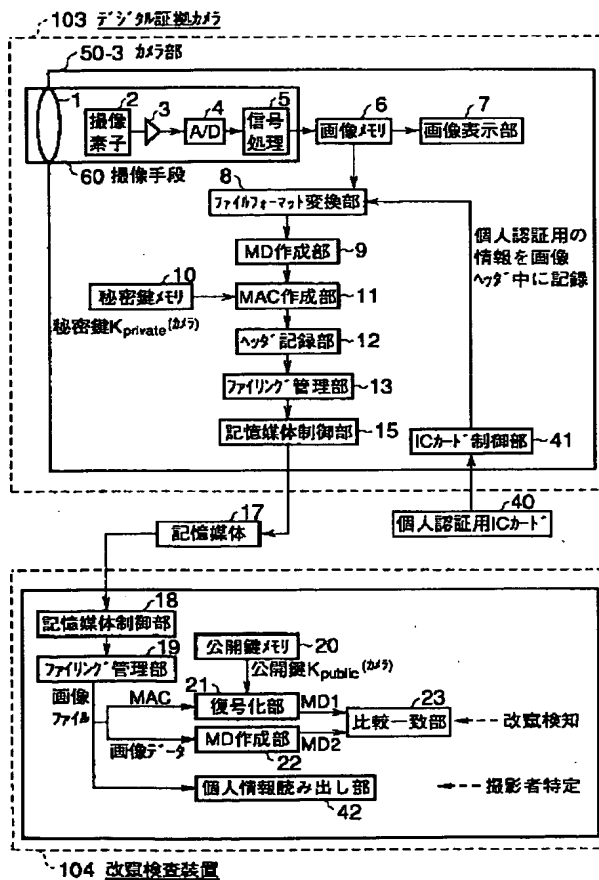 103 デジタル証拠カメラ
50-3 カメラ部
1
2
3
4
5
6
7
撮像
素子
A/D
信号
処理
画像メモリ
画像表示部
60 撮像手段
8
ファイルフォーマット変換部
MD作成部
9
個人認証用の
情報を画像
ヘッダ中に記録
10
秘密鍵メモリ
MAC作成部
11
秘密鍵Kprivate(カメラ)
ヘッダ記録部
12
ファイリング管理部
13
記憶媒体制御部
15
ICカード制御部
41
17
記憶媒体
40
個人認証用ICカード
18
記憶媒体制御部
19
ファイリング管理部
公開鍵メモリ
20
公開鍵Kpublic(カメラ)
画像
ファイル
MAC
21
復号化部
MD1
23
比較一致部
改竄検知
画像データ
MD作成部
MD2
22
個人情報読み出し部
撮影者特定
42
104 改竄検査装置